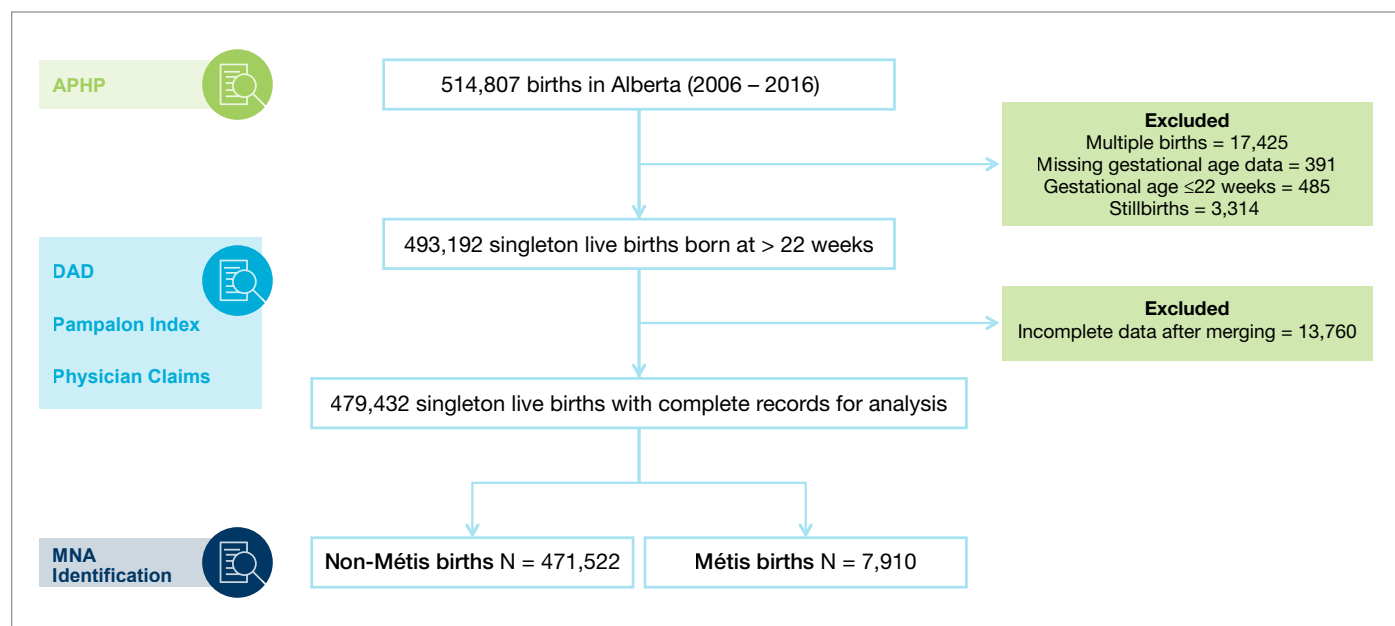 APHP
514,807 births in Alberta (2006 – 2016)
Excluded
Multiple births = 17,425
Missing gestational age data = 391
Gestational age ≤22 weeks = 485
Stillbirths = 3,314
493,192 singleton live births born at > 22 weeks
DAD
Pampalon Index
Physician Claims
Excluded
Incomplete data after merging = 13,760
479,432 singleton live births with complete records for analysis
MNA
Identification
Non-Métis births N = 471,522
Métis births N = 7,910